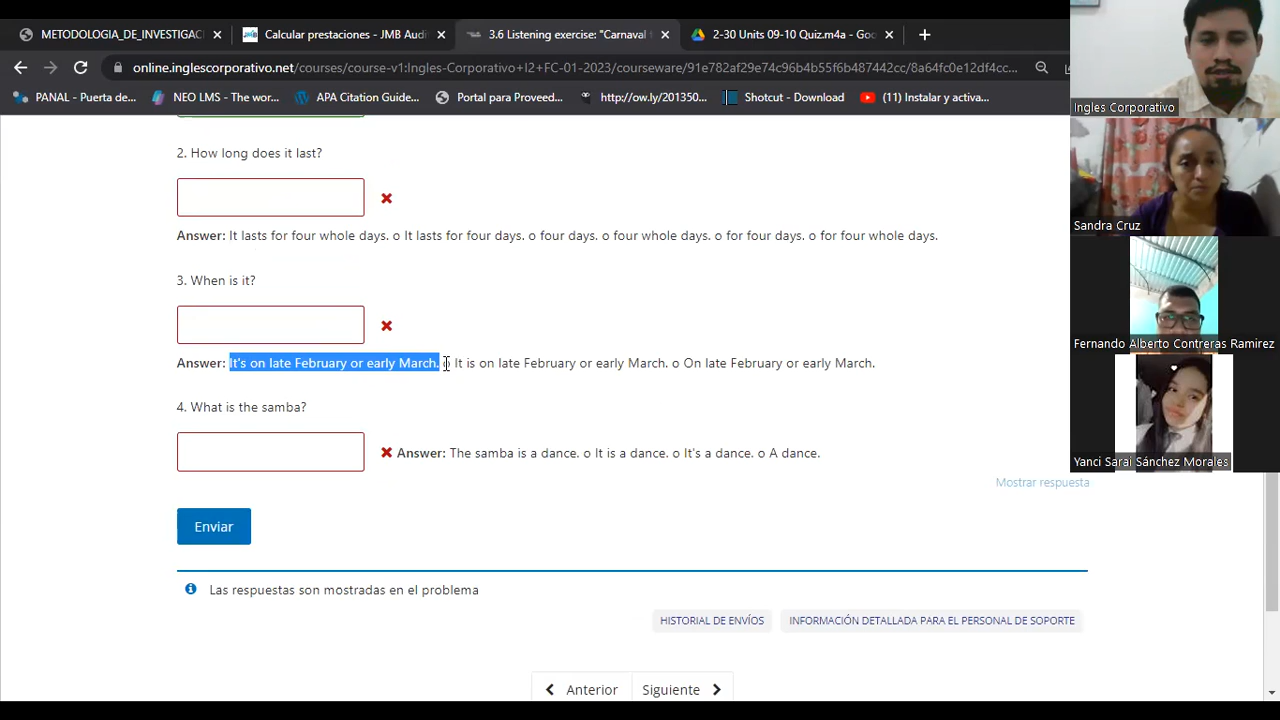 METODOLOGIA_DE_INVESTIGAC
Calcular prestaciones - JMB Audi
3.6 Listening exercise: "Carnaval
2-30 Units 09-10 Quiz.m4a - Goo
online.inglescorporativo.net/courses/course-v1:Ingles-Corporativo+I2+FC-01-2023/courseware/91e782af29e74c96b4b55f6b487442cc/8a64fc0e12df4cc...
PANAL - Puerta de...
NEO LMS - The wor...
APA Citation Guide...
Portal para Proveed...
http://ow.ly/201350...
Shotcut - Download
(11) Instalar y activa...
2. How long does it last?
Answer: It lasts for four whole days. o It lasts for four days. o four days. o four whole days. o for four days. o for four whole days.
3. When is it?
Answer: It's on late February or early March. o It is on late February or early March. o On late February or early March.
4. What is the samba?
Answer: The samba is a dance. o It is a dance. o It's a dance. o A dance.
Mostrar respuesta
Enviar
Las respuestas son mostradas en el problema
HISTORIAL DE ENVÍOS
INFORMACIÓN DETALLADA PARA EL PERSONAL DE SOPORTE
Anterior
Siguiente
Ingles Corporativo
Sandra Cruz
Fernando Alberto Contreras Ramirez
Yanci Sarai Sánchez Morales